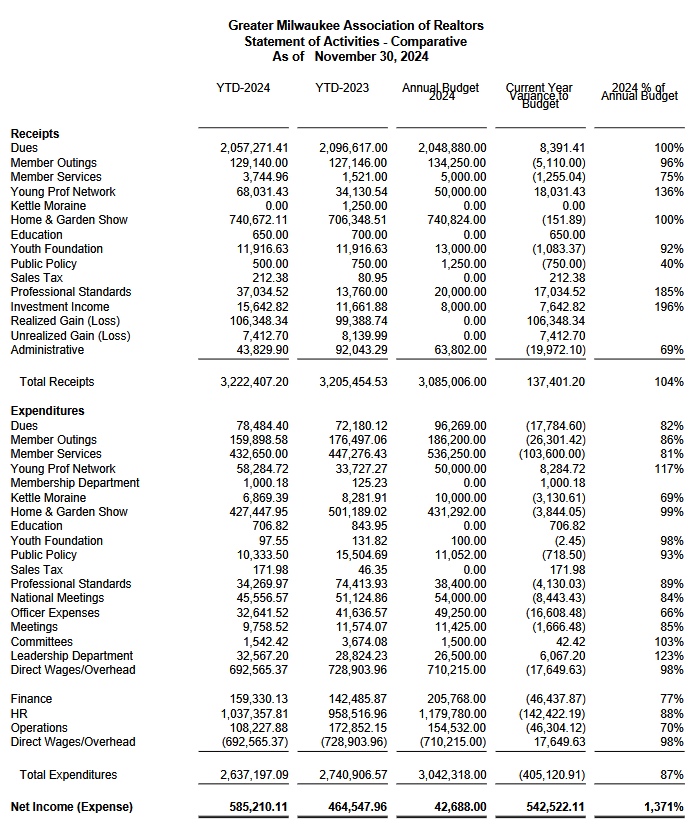 Greater Milwaukee Association of Realtors
Statement of Activities - Comparative
As of November 30, 2024
YTD-2024 YTD-2023 Annual Budget 2024 Current Year Variance to Budget 2024 % of Annual Budget
Receipts
Dues 2,057,271.41 2,096,617.00 2,048,880.00 8,391.41 100%
Member Outings 129,140.00 127,146.00 134,250.00 (5,110.00) 96%
Member Services 3,744.96 1,521.00 5,000.00 (1,255.04) 75%
Young Prof Network 68,031.43 34,130.54 50,000.00 18,031.43 136%
Kettle Moraine 0.00 1,250.00 0.00 0.00
Home & Garden Show 740,672.11 706,348.51 740,824.00 (151.89) 100%
Education 650.00 700.00 0.00 650.00
Youth Foundation 11,916.63 11,916.63 13,000.00 (1,083.37) 92%
Public Policy 500.00 750.00 1,250.00 (750.00) 40%
Sales Tax 212.38 80.95 0.00 212.38
Professional Standards 37,034.52 13,760.00 20,000.00 17,034.52 185%
Investment Income 15,642.82 11,661.88 8,000.00 7,642.82 196%
Realized Gain (Loss) 106,348.34 99,388.74 0.00 106,348.34
Unrealized Gain (Loss) 7,412.70 8,139.99 0.00 7,412.70
Administrative 43,829.90 92,043.29 63,802.00 (19,972.10) 69%
Total Receipts 3,222,407.20 3,205,454.53 3,085,006.00 137,401.20 104%
Expenditures
Dues 78,484.40 72,180.12 96,269.00 (17,784.60) 82%
Member Outings 159,898.58 176,497.06 186,200.00 (26,301.42) 86%
Member Services 432,650.00 447,276.43 536,250.00 (103,600.00) 81%
Young Prof Network 58,284.72 33,727.27 50,000.00 8,284.72 117%
Membership Department 1,000.18 125.23 0.00 1,000.18
Kettle Moraine 6,869.39 8,281.91 10,000.00 (3,130.61) 69%
Home & Garden Show 427,447.95 501,189.02 431,292.00 (3,844.05) 99%
Education 706.82 843.95 0.00 706.82
Youth Foundation 97.55 131.82 100.00 (2.45) 98%
Public Policy 10,333.50 15,504.69 11,052.00 (718.50) 93%
Sales Tax 171.98 46.35 0.00 171.98
Professional Standards 34,269.97 74,413.93 38,400.00 (4,130.03) 89%
National Meetings 45,556.57 51,124.86 54,000.00 (8,443.43) 84%
Officer Expenses 32,641.52 41,636.57 49,250.00 (16,608.48) 66%
Meetings 9,758.52 11,574.07 11,425.00 (1,666.48) 85%
Committees 1,542.42 3,674.08 1,500.00 42.42 103%
Leadership Department 32,567.20 28,824.23 26,500.00 6,067.20 123%
Direct Wages/Overhead 692,565.37 728,903.96 710,215.00 (17,649.63) 98%
Finance 159,330.13 142,485.87 205,768.00 (46,437.87) 77%
HR 1,037,357.81 958,516.96 1,179,780.00 (142,422.19) 88%
Operations 108,227.88 172,852.15 154,532.00 (46,304.12) 70%
Direct Wages/Overhead (692,565.37) (728,903.96) (710,215.00) 17,649.63 98%
Total Expenditures 2,637,197.09 2,740,906.57 3,042,318.00 (405,120.91) 87%
Net Income (Expense) 585,210.11 464,547.96 42,688.00 542,522.11 1,371%